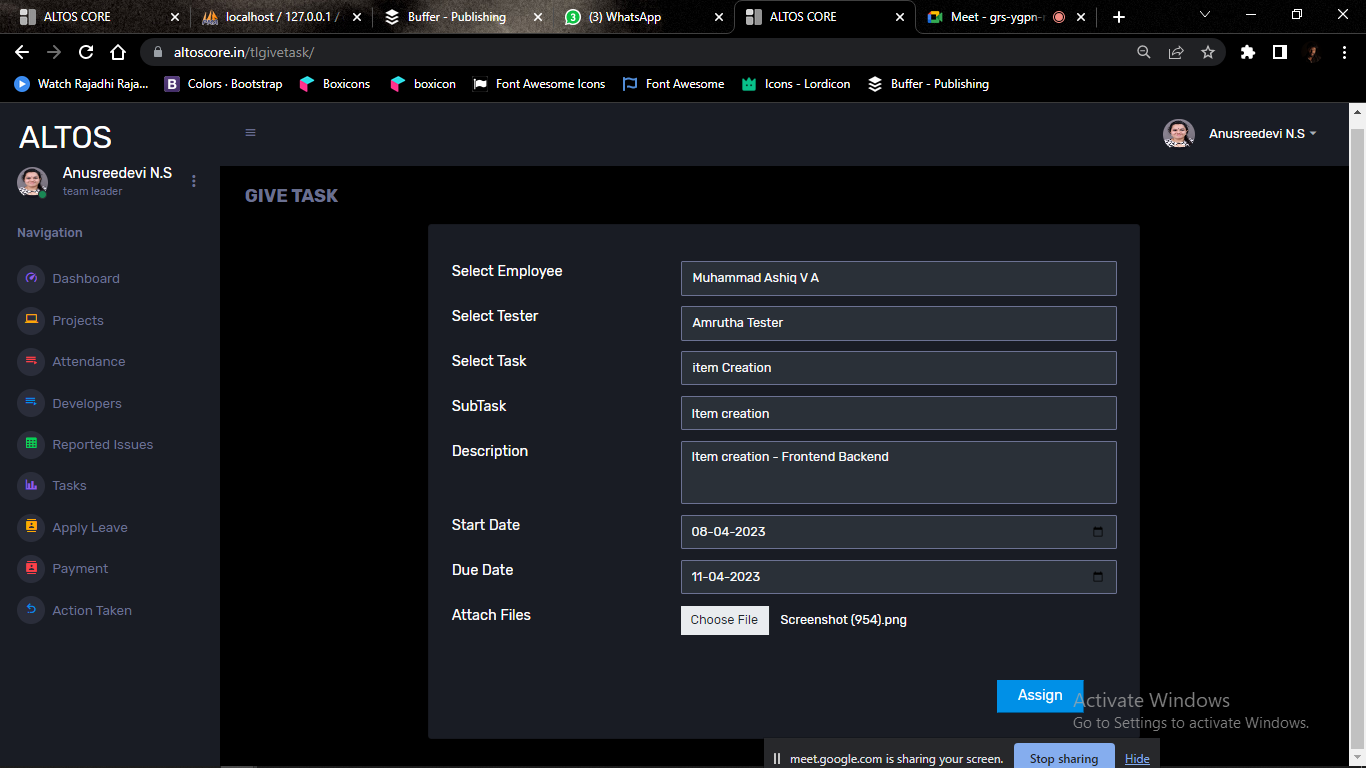 ALTOS CORE
localhost / 127.0.0.1 /
Buffer - Publishing
3
(3) WhatsApp
ALTOS CORE
Meet - grs-ygpn-
altoscore.in/tlgivetask/
Watch Rajadhi Raja...
B
Colors · Bootstrap
Boxicons
boxicon
Font Awesome Icons
Font Awesome
Icons - Lordicon
Buffer - Publishing
ALTOS
Anusreedevi N.S
Anusreedevi N.S
team leader
GIVE TASK
Navigation
Dashboard
Projects
Attendance
Developers
Reported Issues
Tasks
Apply Leave
Payment
Action Taken
Select Employee
Muhammad Ashiq V A
Select Tester
Amrutha Tester
Select Task
item Creation
SubTask
Item creation
Description
Item creation - Frontend Backend
Start Date
08-04-2023
Due Date
11-04-2023
Attach Files
Choose File
Screenshot (954).png
Assign
Activate Windows
Go to Settings to activate Windows.
meet.google.com is sharing your screen.
Stop sharing
Hide